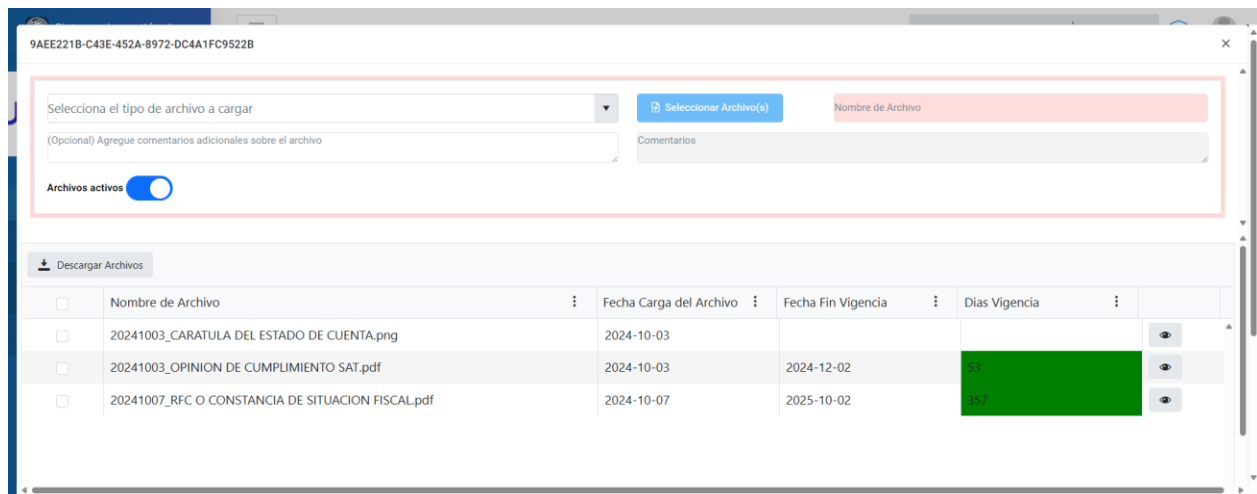 9AEE221B-C43E-452A-8972-DC4A1FC9522B
Selecciona el tipo de archivo a cargar
Seleccionar Archivo(s)
Nombre de Archivo
(Opcional) Agregue comentarios adicionales sobre el archivo
Comentarios
Archivos activos
Descargar Archivos
Nombre de Archivo Fecha Carga del Archivo Fecha Fin Vigencia Dias Vigencia
20241003_CARATULA DEL ESTADO DE CUENTA.png 2024-10-03
20241003_OPINION DE CUMPLIMIENTO SAT.pdf 2024-10-03 2024-12-02 53
20241007_RFC O CONSTANCIA DE SITUACION FISCAL.pdf 2024-10-07 2025-10-02 357